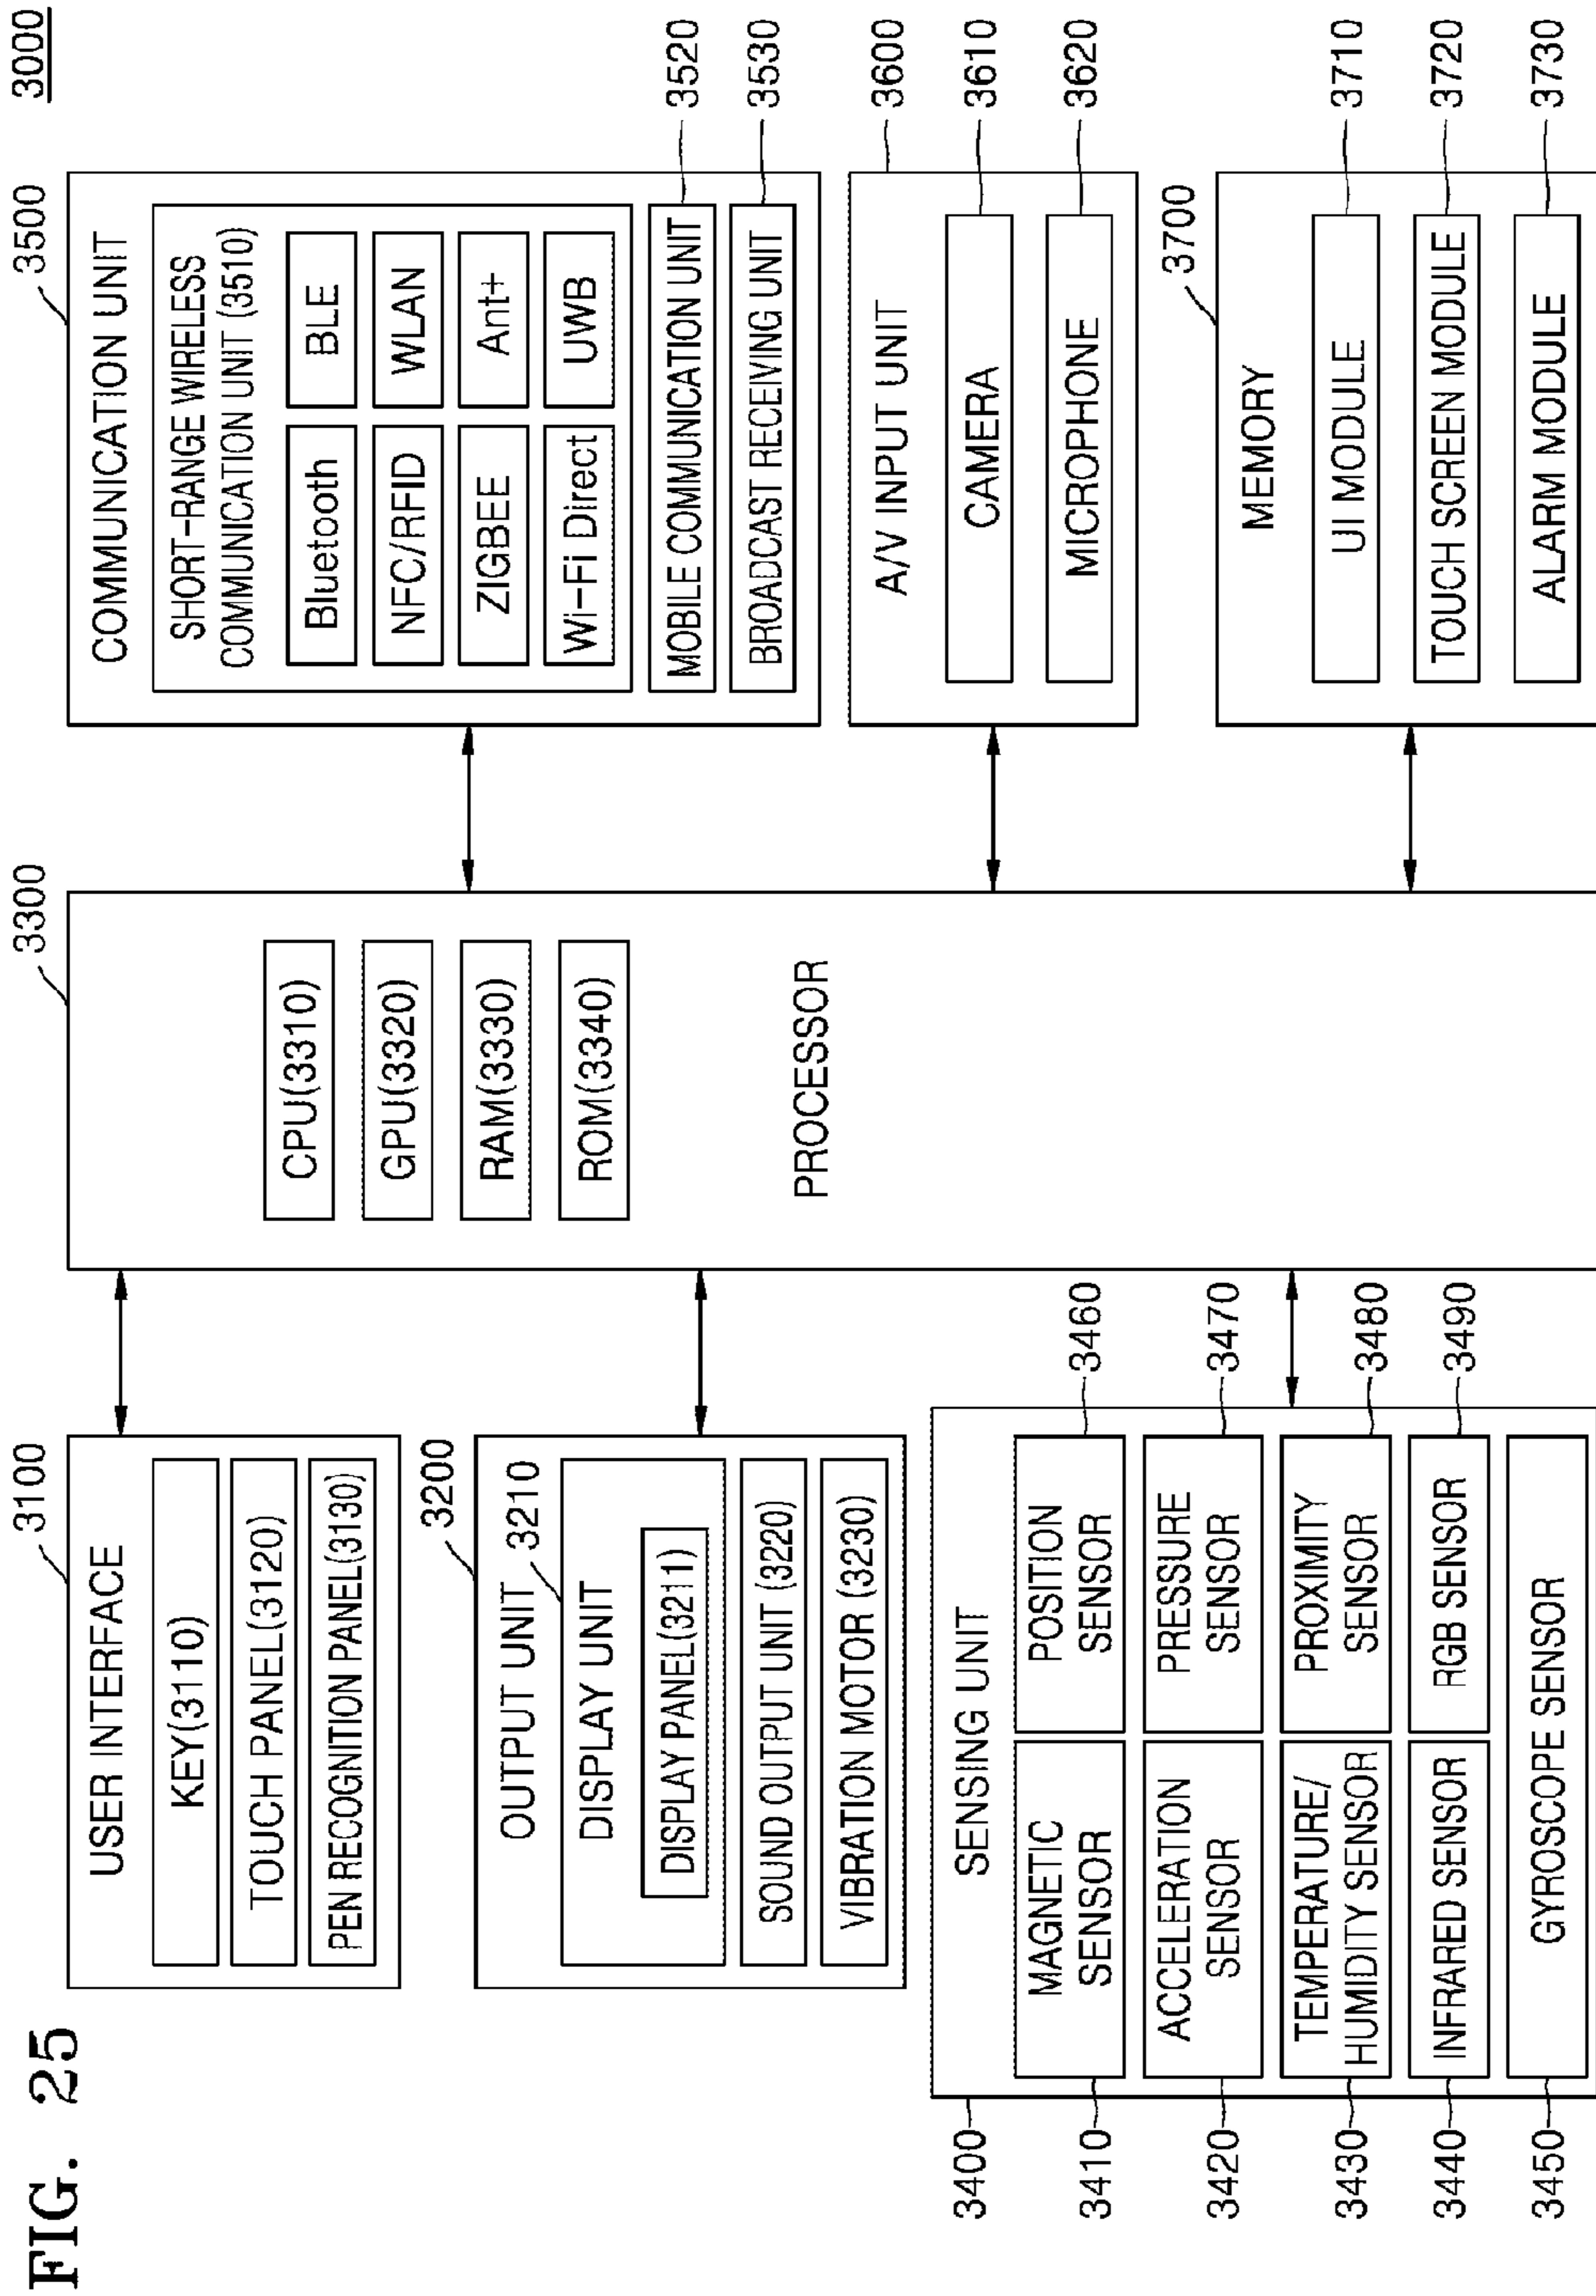 FIG. 25
3000
3100
USER INTERFACE
KEY(3110)
TOUCH PANEL(3120)
PEN RECOGNITION PANEL(3130)
3200
OUTPUT UNIT
3210
DISPLAY UNIT
DISPLAY PANEL(3211)
SOUND OUTPUT UNIT (3220)
VIBRATION MOTOR (3230)
3400
SENSING UNIT
3410
MAGNETIC
SENSOR
POSITION
SENSOR
3460
3420
ACCELERATION
SENSOR
PRESSURE
SENSOR
3470
3430
TEMPERATURE/
HUMIDITY SENSOR
PROXIMITY
SENSOR
3480
3440
INFRARED SENSOR
RGB SENSOR
3490
3450
GYROSCOPE SENSOR
3300
CPU(3310)
GPU(3320)
RAM(3330)
ROM(3340)
PROCESSOR
3500
COMMUNICATION UNIT
SHORT-RANGE WIRELESS
COMMUNICATION UNIT (3510)
Bluetooth
BLE
NFC/RFID
WLAN
ZIGBEE
Ant+
Wi-Fi Direct
UWB
MOBILE COMMUNICATION UNIT
3520
BROADCAST RECEIVING UNIT
3530
A/V INPUT UNIT
3600
CAMERA
3610
MICROPHONE
3620
3700
MEMORY
UI MODULE
3710
TOUCH SCREEN MODULE
3720
ALARM MODULE
3730